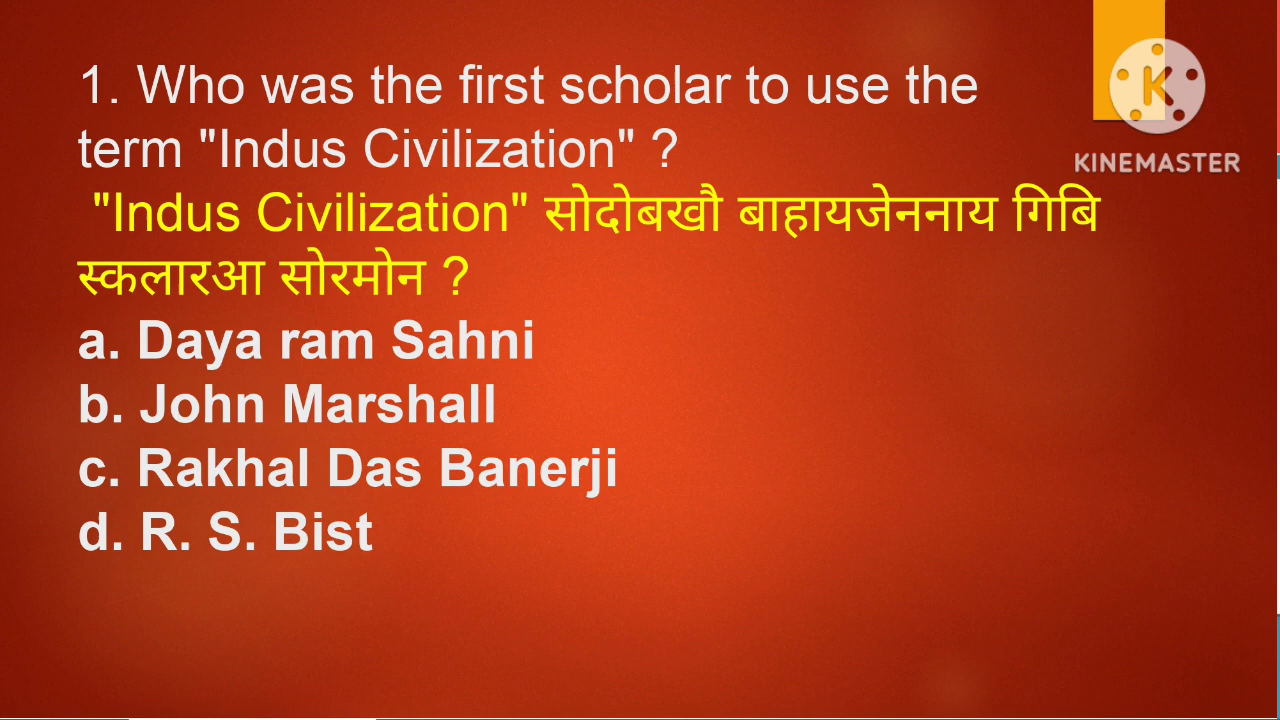 1. Who was the first scholar to use the
term "Indus Civilization" ?
"Indus Civilization" सोदोबखौ बाहायजेननाय गिबि
स्कलारआ सोरमोन ?
a. Daya ram Sahni
b. John Marshall
c. Rakhal Das Banerji
d. R. S. Bist
K
KINEMASTER